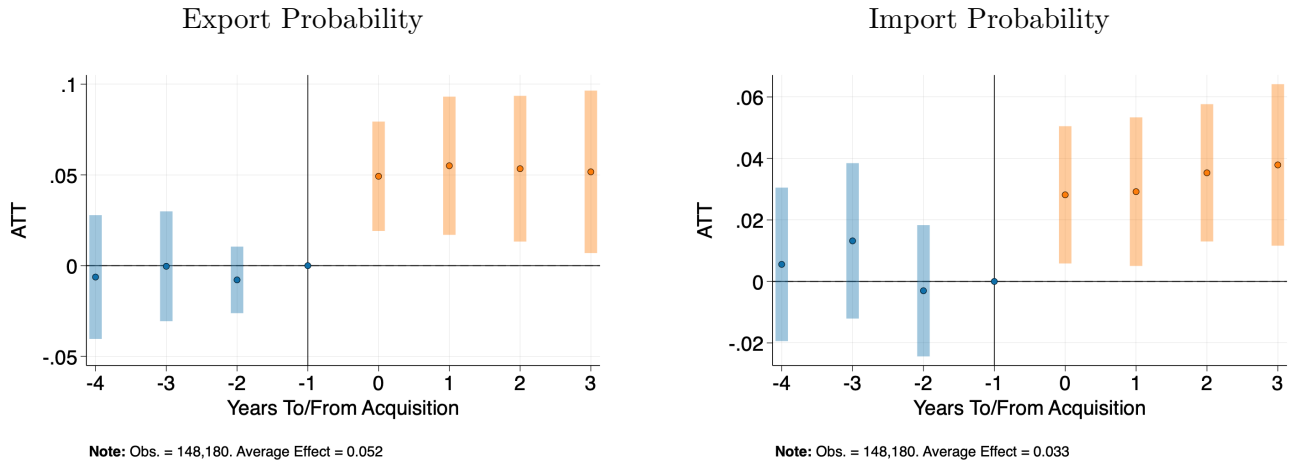 Export Probability
.1
.05
0
-.05
ATT
-4 -3 -2 -1 0 1 2 3
Years To/From Acquisition
Note: Obs. = 148,180. Average Effect = 0.052
Import Probability
.06
.04
.02
0
-.02
ATT
-4 -3 -2 -1 0 1 2 3
Years To/From Acquisition
Note: Obs. = 148,180. Average Effect = 0.033